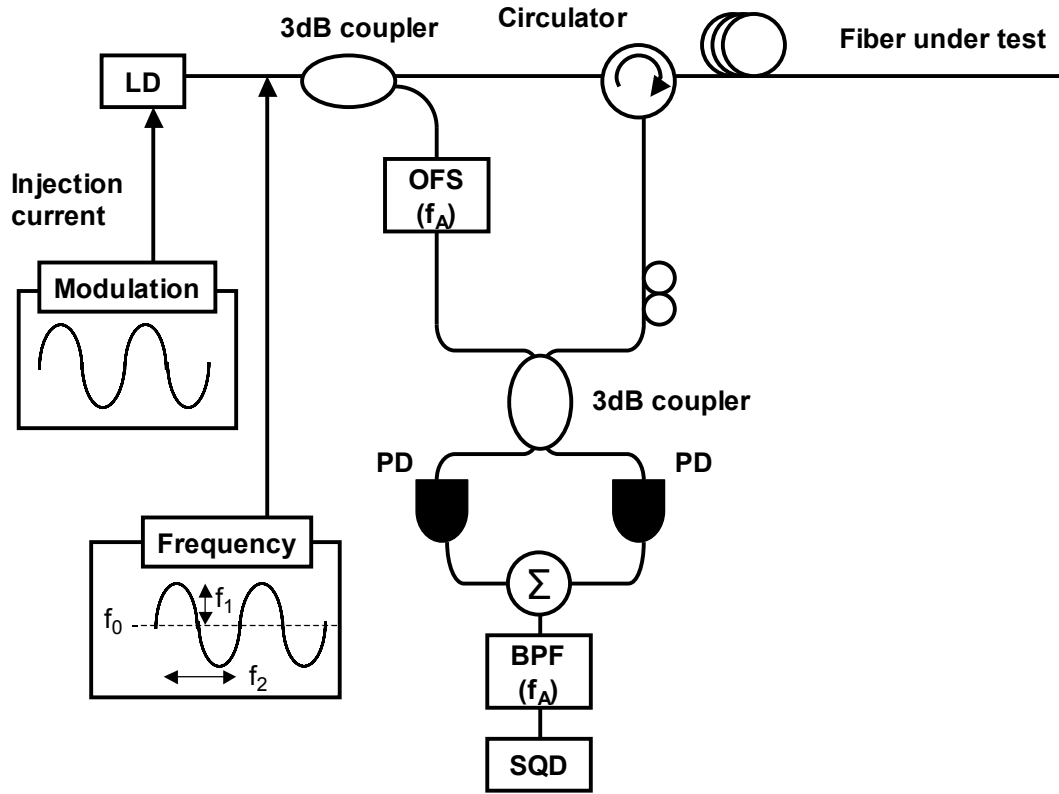 Circulator
3dB coupler
Fiber under test
LD
OFS
(fA)
Injection
current
Modulation
3dB coupler
PD
PD
Frequency
f1
f0
f2
Σ
BPF
(fA)
SQD